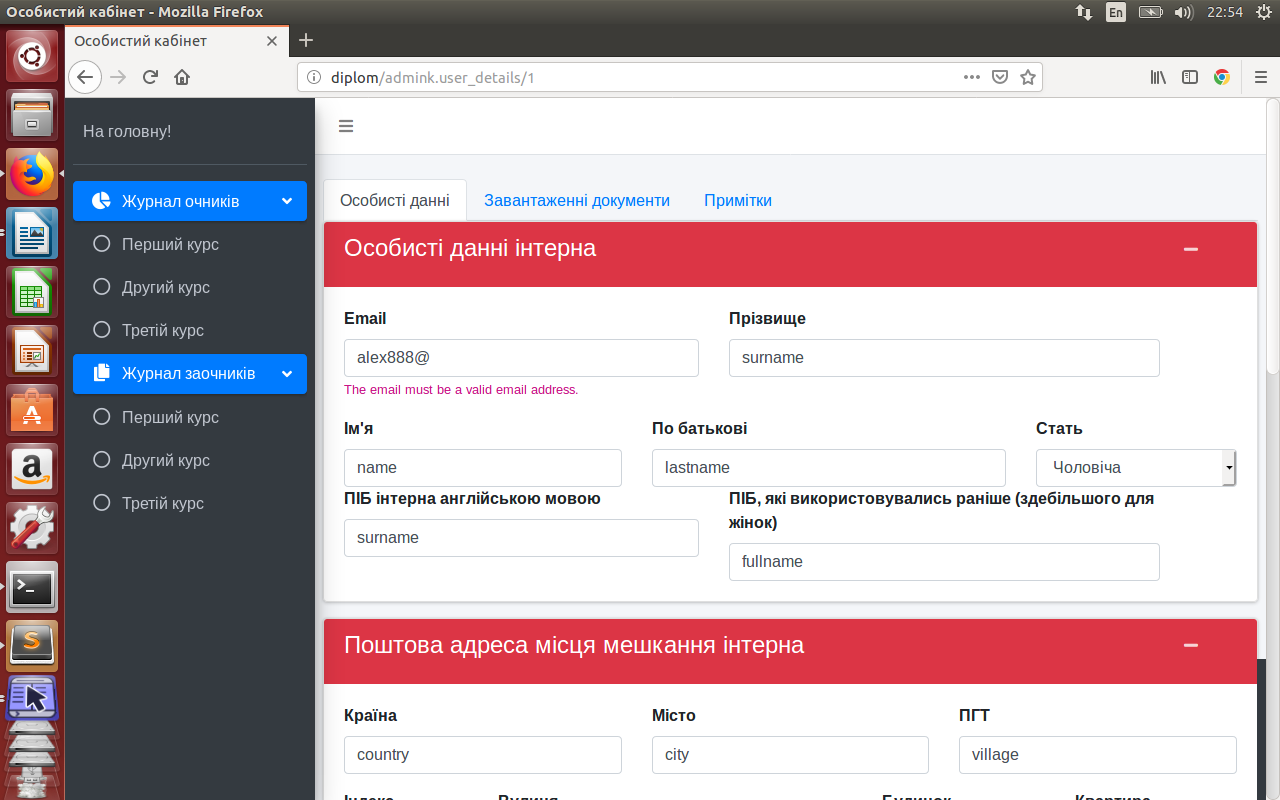 Особистий кабінет - Mozilla Firefox
En
22:54
Особистий кабінет
diplom/admink.user_details/1
На головну!
Журнал очників
Перший курс
Другий курс
Третій курс
Журнал заочників
Перший курс
Другий курс
Третій курс
Особисті данні
Завантаженні документи
Примітки
Особисті данні інтерна
Email
Прізвище
alex888@
surname
The email must be a valid email address.
Ім'я
По батькові
Стать
name
lastname
Чоловіча
ПІБ інтерна англійською мовою
ПІБ, які використовувались раніше (здебільшого для
жінок)
surname
fullname
Поштова адреса місця мешкання інтерна
Країна
Місто
ПГТ
country
city
village
Індекс
Вулиця
Будинок
Квартира